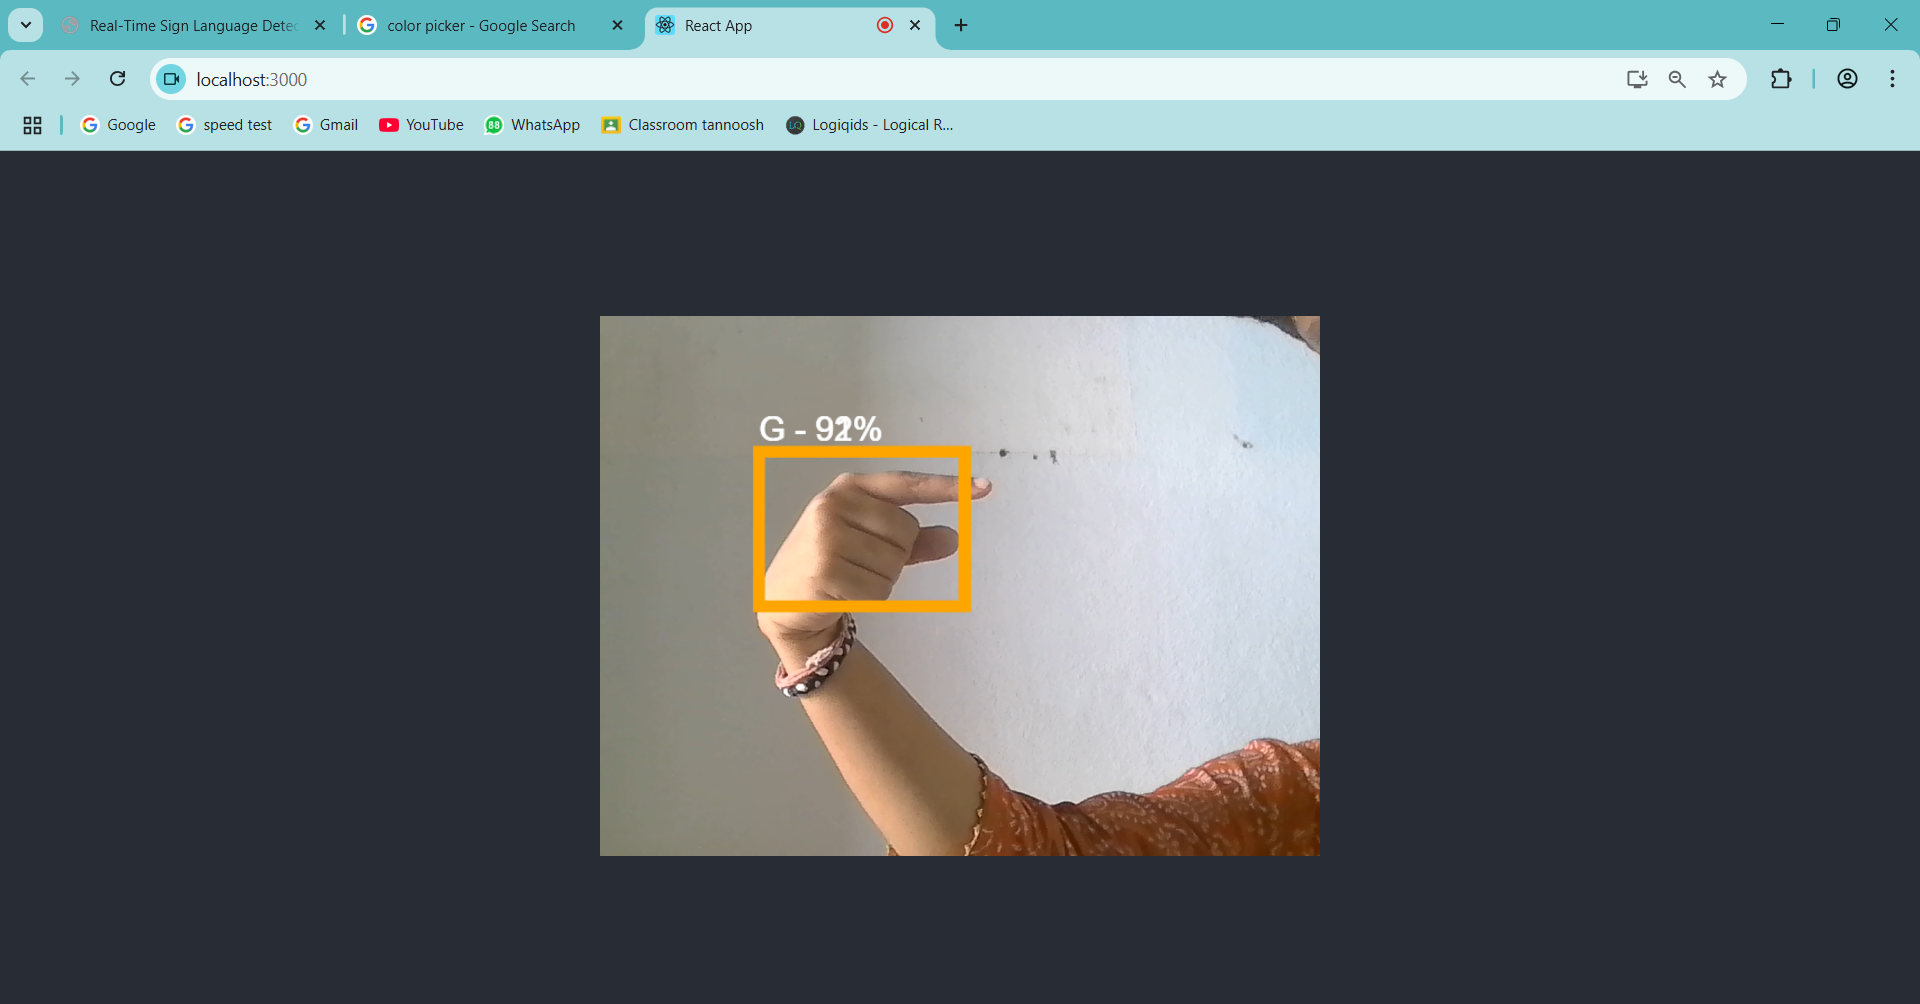 Real-Time Sign Language Detec
color picker - Google Search
React App
localhost:3000
Google
speed test
Gmail
YouTube
88
WhatsApp
Classroom tannoosh
Logiqids - Logical R...
G -